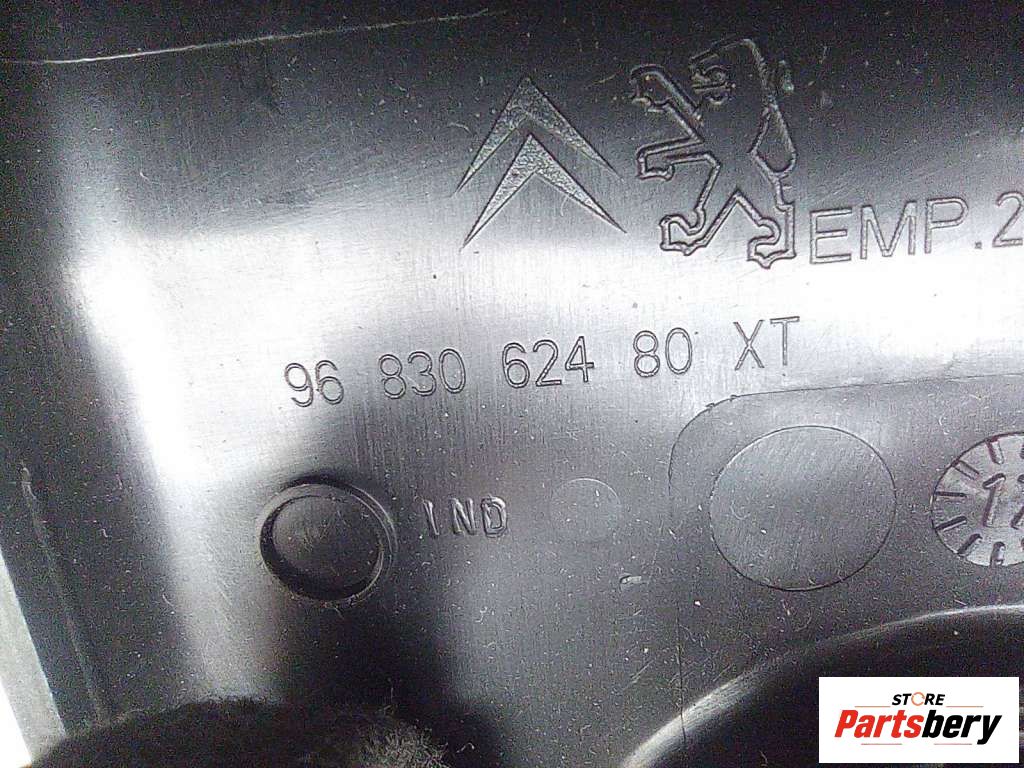 EMP.2
96 830 624 80 XT
IND
STORE
Partsbery